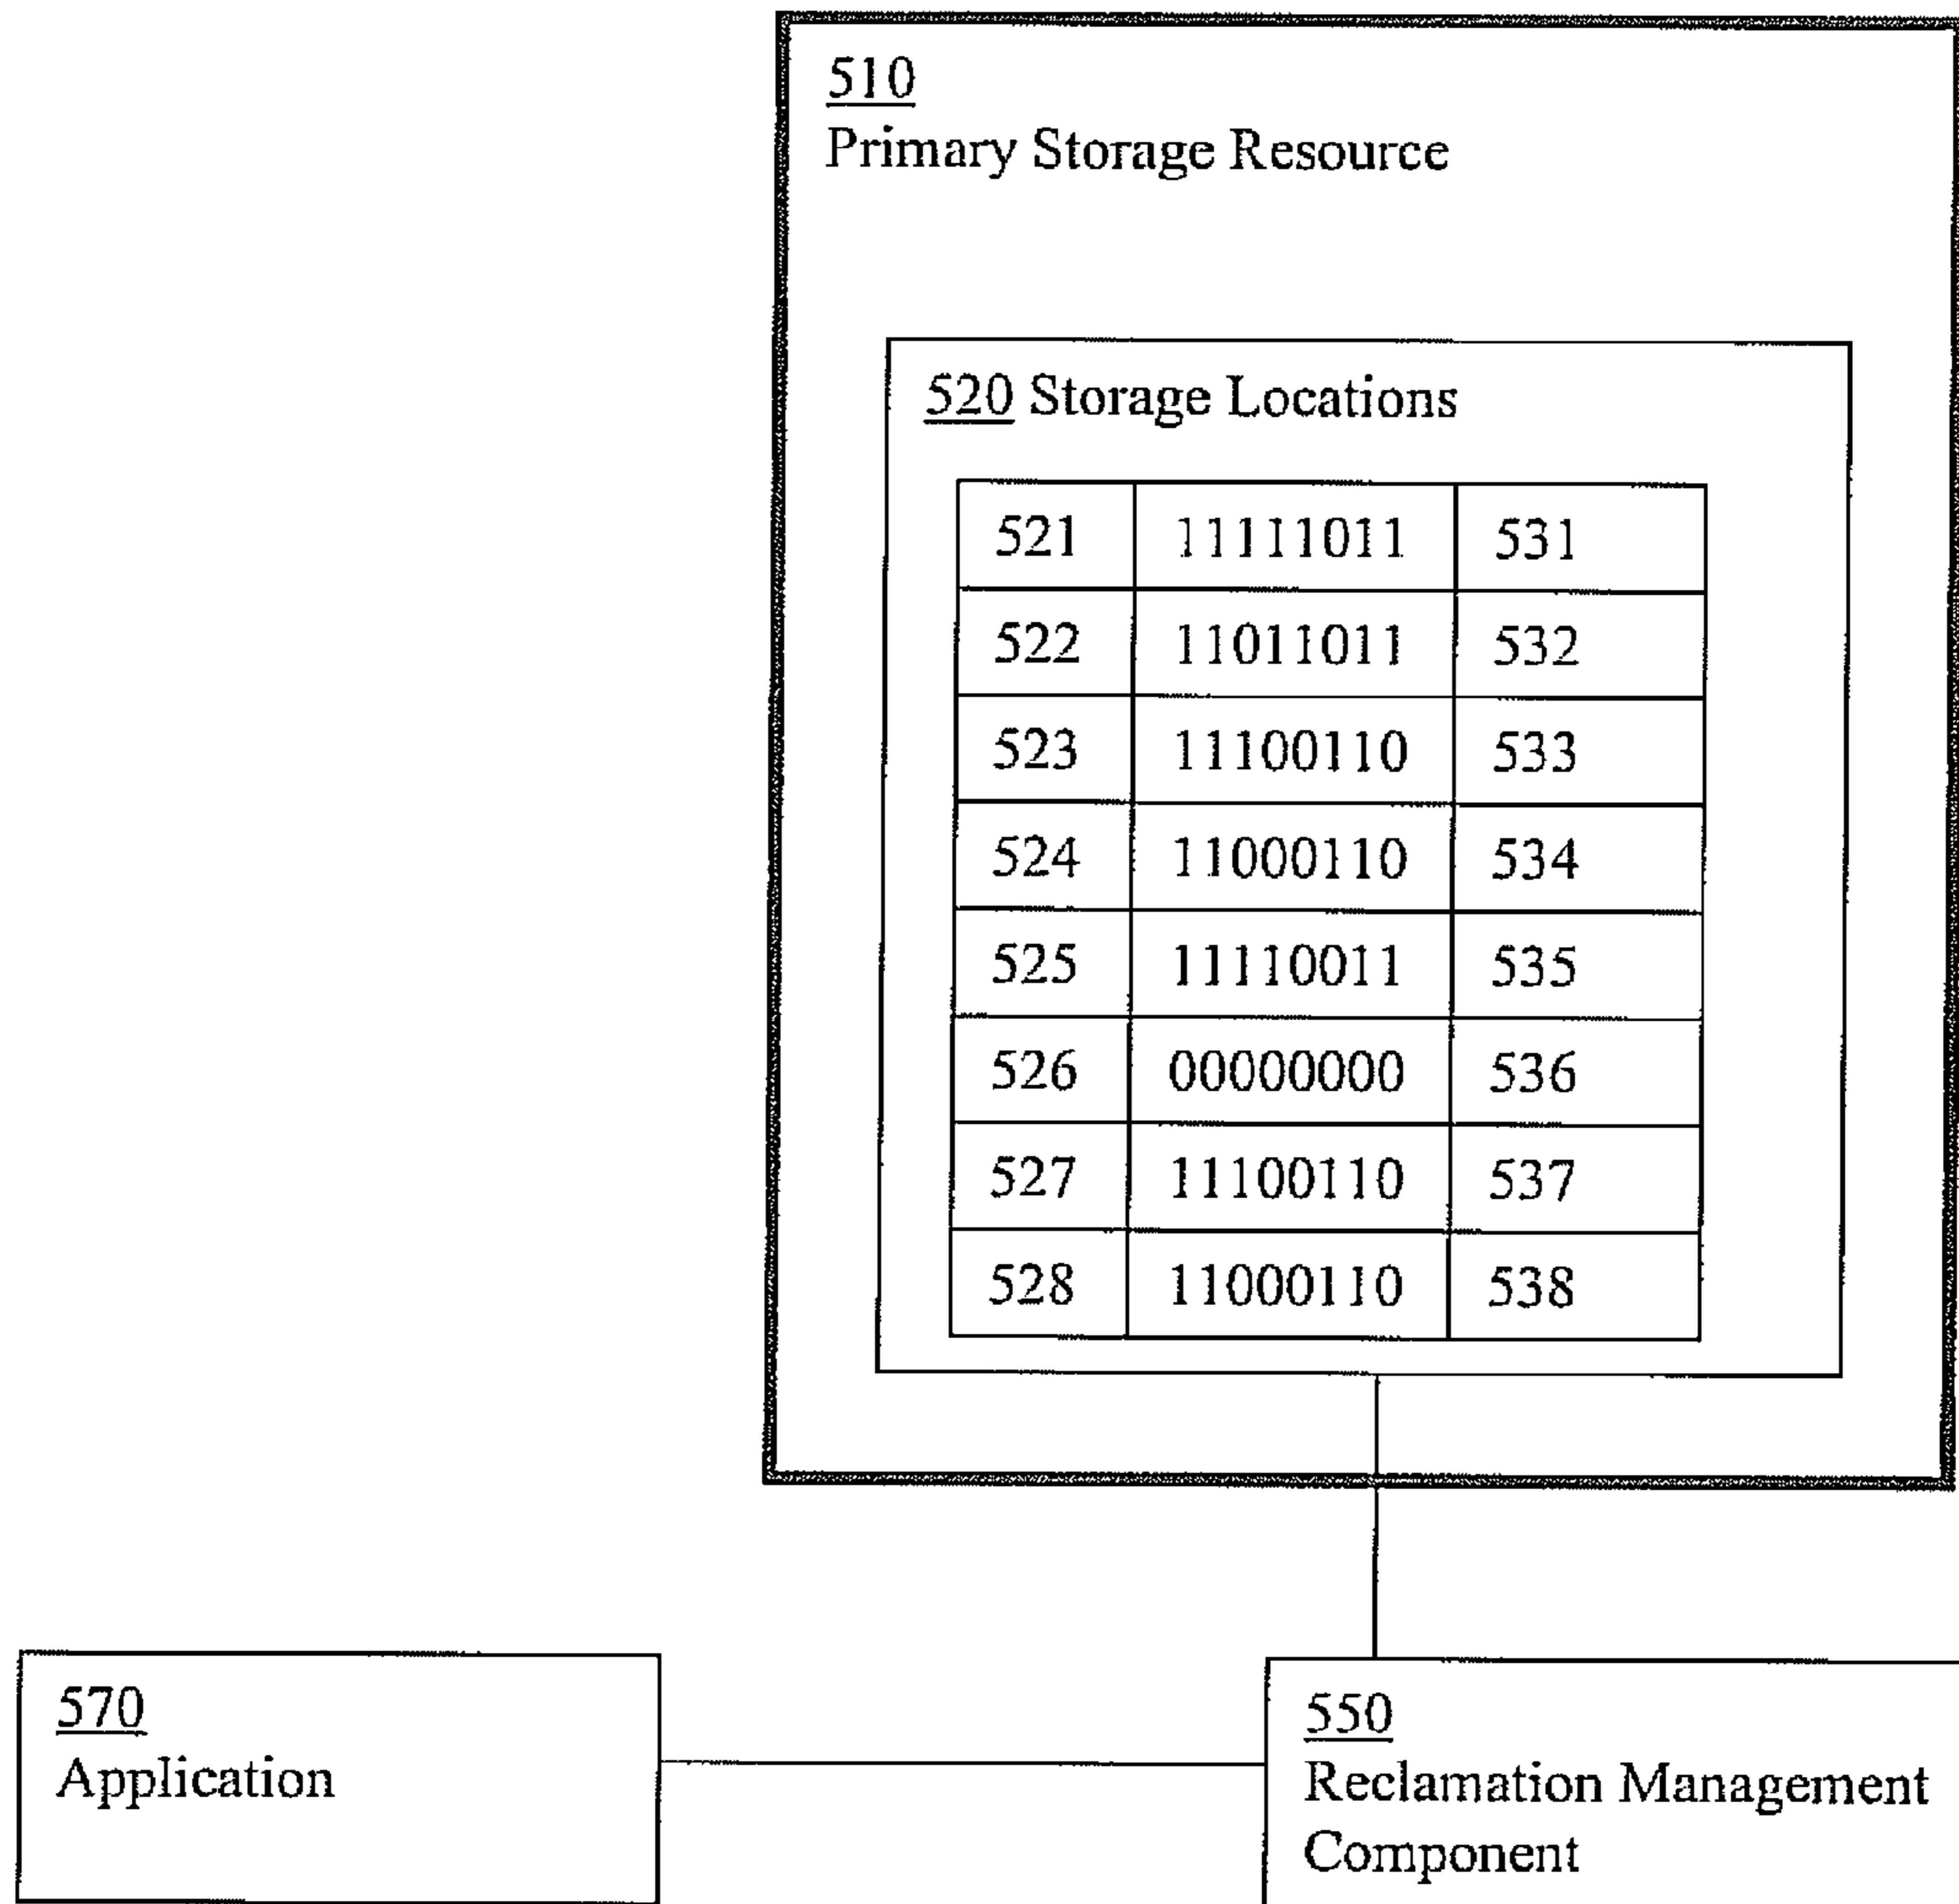 510
Primary Storage Resource
520 Storage Locations
521 11111011 531
522 11011011 532
523 11100110 533
524 11000110 534
525 11110011 535
526 00000000 536
527 11100110 537
528 11000110 538
570
Application
550
Reclamation Management
Component